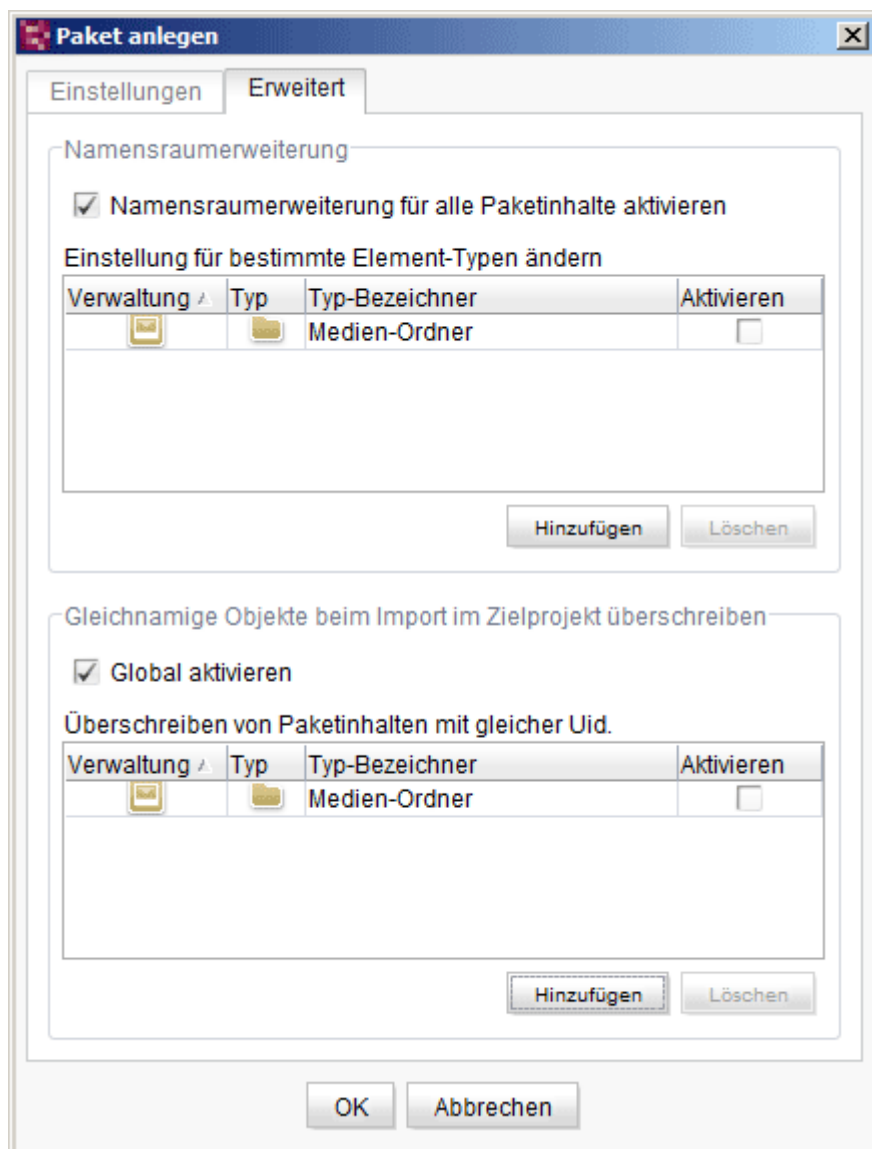 Paket anlegen
Einstellungen Erweitert
Namensraumerweiterung
Namensraumerweiterung für alle Paketinhalte aktivieren
Einstellung für bestimmte Element-Typen ändern
Verwaltung Typ Typ-Bezeichner Aktivieren
Medien-Ordner
Hinzufügen Löschen
Gleichnamige Objekte beim Import im Zielprojekt überschreiben
Global aktivieren
Überschreiben von Paketinhalten mit gleicher Uid.
Verwaltung Typ Typ-Bezeichner Aktivieren
Medien-Ordner
Hinzufügen Löschen
OK Abbrechen